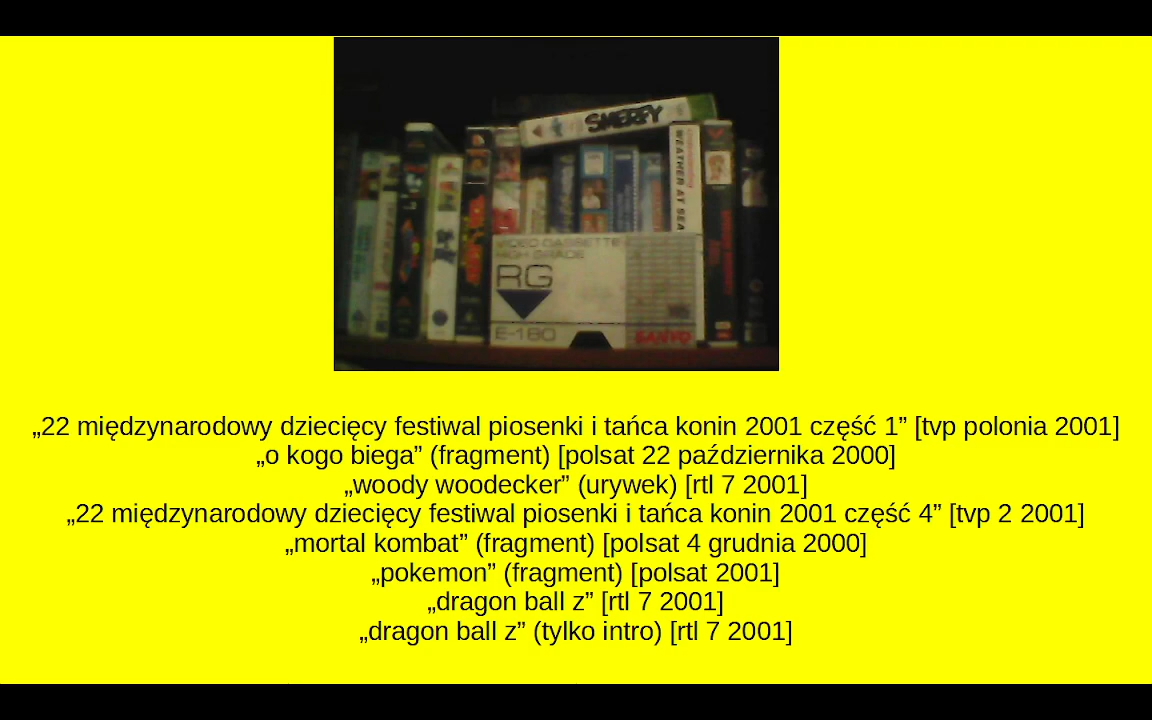 SMERFY
WEATHER AT SEA
VIDEO CASSETTE
HIGH GRADE
RG
E-180
SANYO
„22 międzynarodowy dziecięcy festiwal piosenki i tańca konin 2001 część 1” [tvp polonia 2001]
„o kogo biega” (fragment) [polsat 22 października 2000]
„woody woodecker” (urywek) [rtl 7 2001]
„22 międzynarodowy dziecięcy festiwal piosenki i tańca konin 2001 część 4” [tvp 2 2001]
„mortal kombat” (fragment) [polsat 4 grudnia 2000]
„pokemon” (fragment) [polsat 2001]
„dragon ball z” [rtl 7 2001]
„dragon ball z” (tylko intro) [rtl 7 2001]